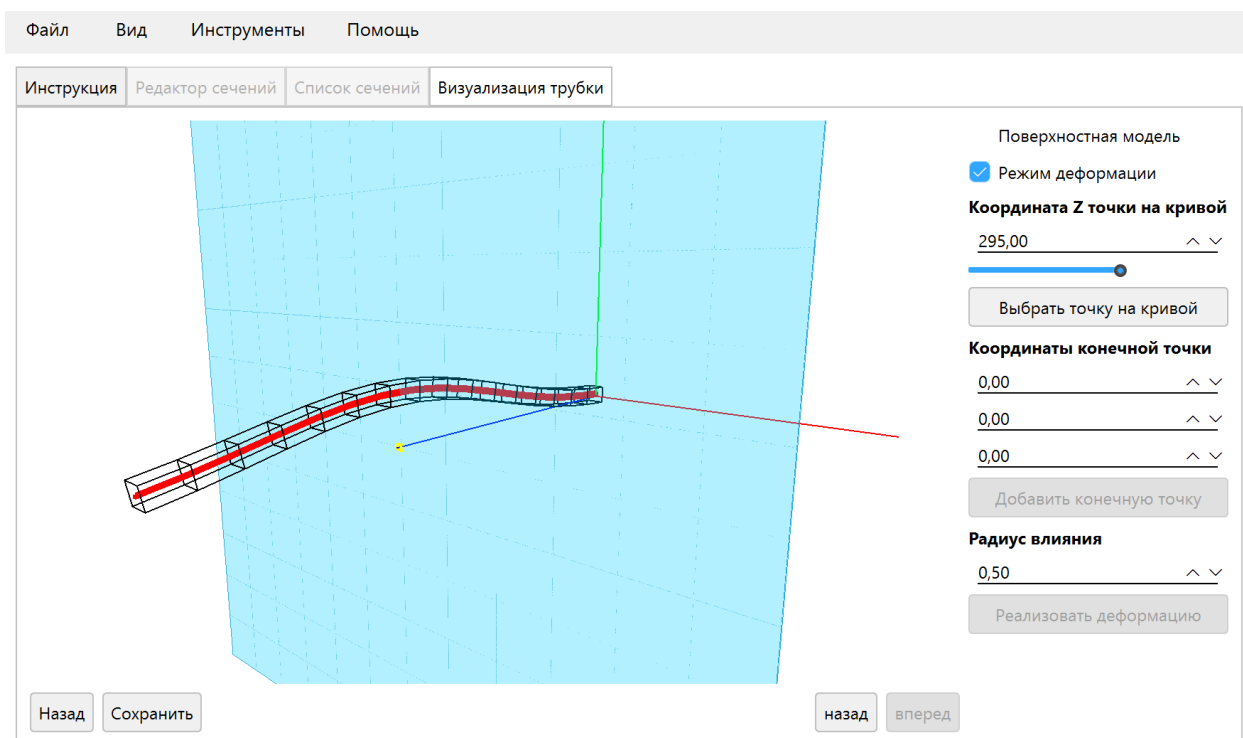 Файл Вид Инструменты Помощь
Инструкция Редактор сечений Список сечений Визуализация трубки
Поверхностная модель
Режим деформации
Координата Z точки на кривой
295,00
Выбрать точку на кривой
Координаты конечной точки
0,00
0,00
0,00
Добавить конечную точку
Радиус влияния
0,50
Реализовать деформацию
Назад Сохранить назад вперед